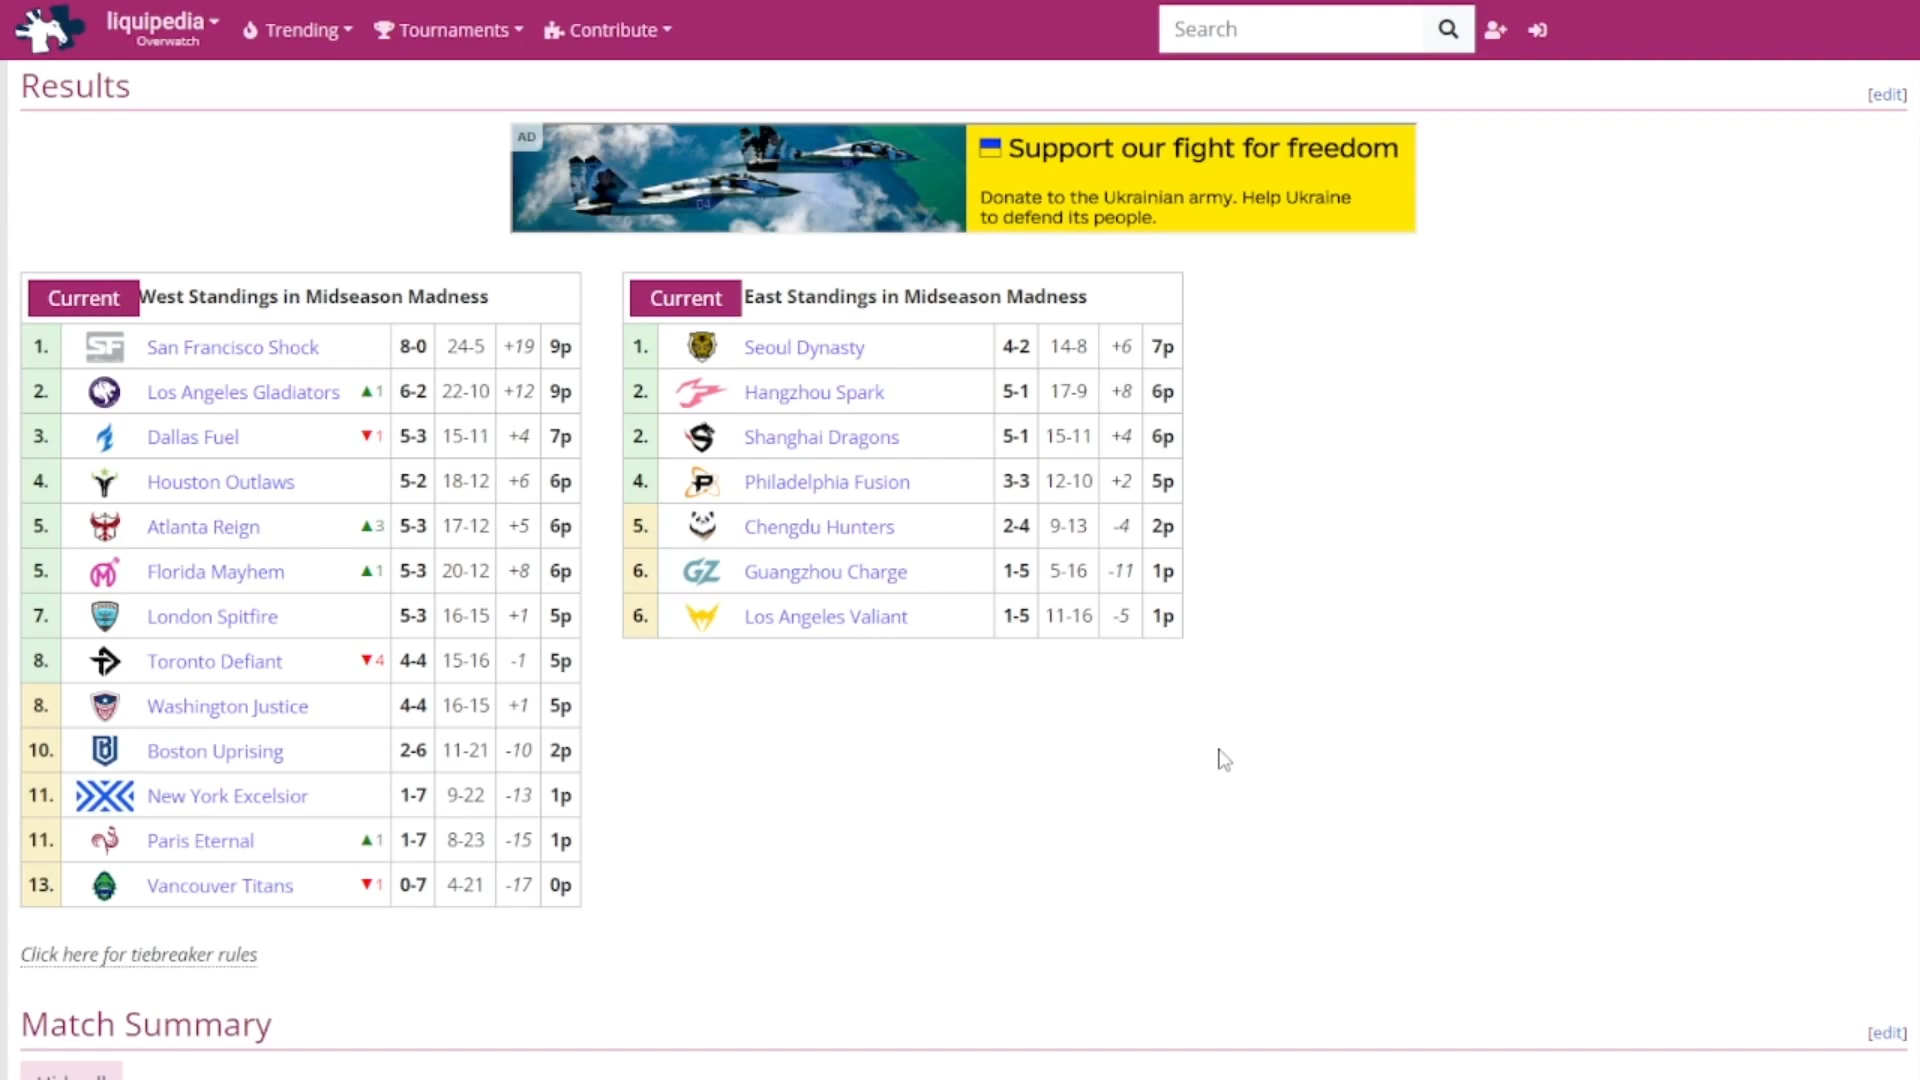 liquipedia
Overwatch
Trending
Tournaments
Contribute
Search
Results
[edit]
AD
Support our fight for freedom
Donate to the Ukrainian army. Help Ukraine
to defend its people.
Current West Standings in Midseason Madness
1. San Francisco Shock 8-0 24-5 +19 9p
2. Los Angeles Gladiators ▲1 6-2 22-10 +12 9p
3. Dallas Fuel ▼1 5-3 15-11 +4 7p
4. Houston Outlaws 5-2 18-12 +6 6p
5. Atlanta Reign ▲3 5-3 17-12 +5 6p
5. Florida Mayhem ▲1 5-3 20-12 +8 6p
7. London Spitfire 5-3 16-15 +1 5p
8. Toronto Defiant ▼4 4-4 15-16 -1 5p
8. Washington Justice 4-4 16-15 +1 5p
10. Boston Uprising 2-6 11-21 -10 2p
11. New York Excelsior 1-7 9-22 -13 1p
11. Paris Eternal ▲1 1-7 8-23 -15 1p
13. Vancouver Titans ▼1 0-7 4-21 -17 0p
Current East Standings in Midseason Madness
1. Seoul Dynasty 4-2 14-8 +6 7p
2. Hangzhou Spark 5-1 17-9 +8 6p
2. Shanghai Dragons 5-1 15-11 +4 6p
4. Philadelphia Fusion 3-3 12-10 +2 5p
5. Chengdu Hunters 2-4 9-13 -4 2p
6. Guangzhou Charge 1-5 5-16 -11 1p
6. Los Angeles Valiant 1-5 11-16 -5 1p
Click here for tiebreaker rules
Match Summary
[edit]